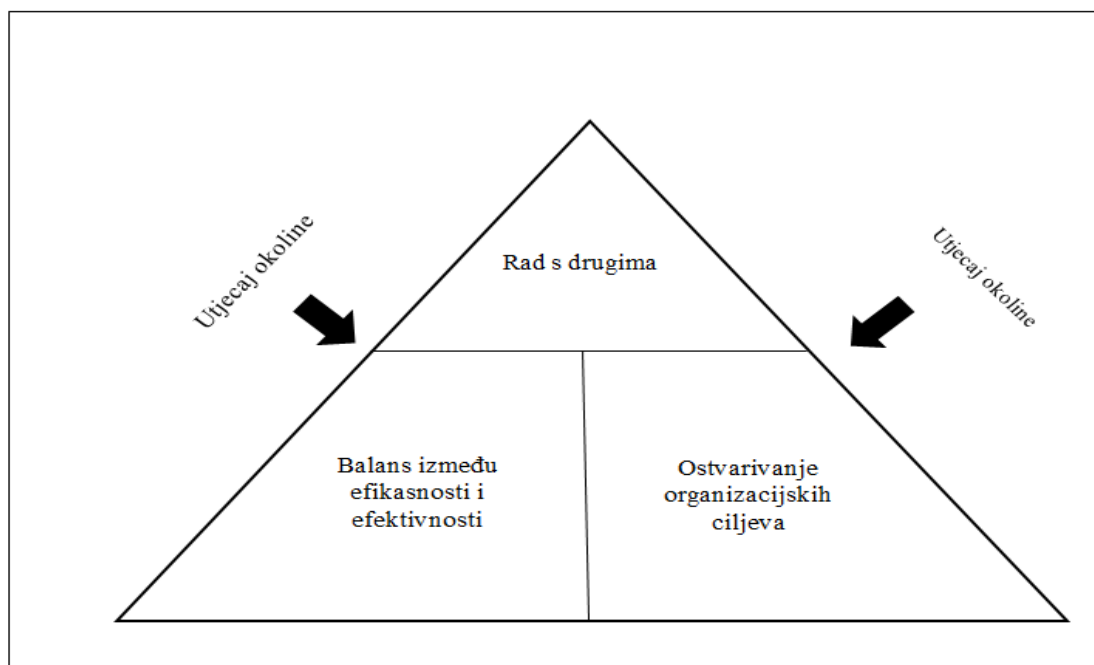 Utjecaj okoline
Utjecaj okoline
Rad s drugima
Balans između
efikasnosti i
efektivnosti
Ostvarivanje
organizacijskih
ciljeva